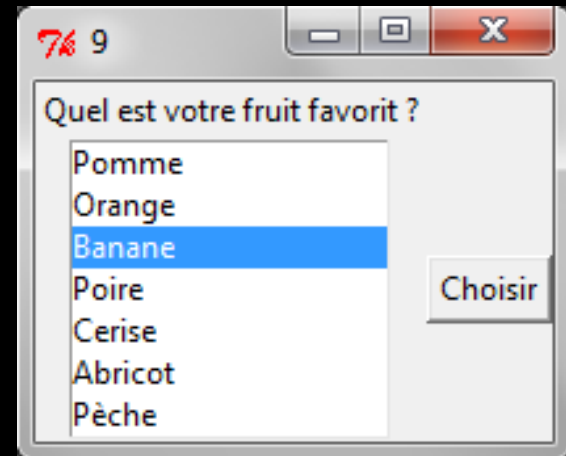 9
Quel est votre fruit favorit ?
Pomme
Orange
Banane
Poire
Choisir
Cerise
Abricot
Pèche